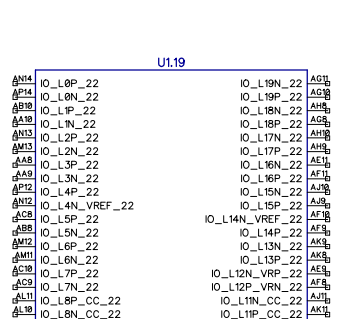 U1.19
AN14 IO_L0P_22 IO_L19N_22 AG11
AP14 IO_L0N_22 IO_L19P_22 AG10
AB10 IO_L1P_22 IO_L18N_22 AH8
AA10 IO_L1N_22 IO_L18P_22 AG8
AN13 IO_L2P_22 IO_L17N_22 AH10
AM13 IO_L2N_22 IO_L17P_22 AH9
AA8 IO_L3P_22 IO_L16N_22 AE11
AA9 IO_L3N_22 IO_L16P_22 AF11
AP12 IO_L4P_22 IO_L15N_22 AJ10
AN12 IO_L4N_VREF_22 IO_L15P_22 AJ9
AC8 IO_L5P_22 IO_L14N_VREF_22 AF10
AB8 IO_L5N_22 IO_L14P_22 AF9
AM12 IO_L6P_22 IO_L13N_22 AK9
AM11 IO_L6N_22 IO_L13P_22 AK8
AC10 IO_L7P_22 IO_L12N_VRP_22 AE9
AC9 IO_L7N_22 IO_L12P_VRN_22 AF8
AL11 IO_L8P_CC_22 IO_L11N_CC_22 AJ11
AL10 IO_L8N_CC_22 IO_L11P_CC_22 AK11